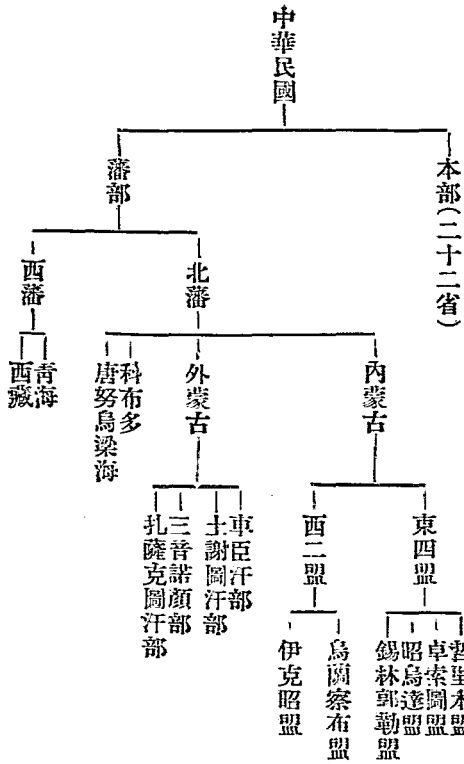 中華民國
本部(二十二省)
藩部
北藩
西藩
內蒙古
外蒙古
科布多
唐努烏梁海
青海
西藏
東四盟
西二盟
車臣汗部
土謝圖汗部
三音諾顏部
扎薩克圖汗部
哲里木盟
卓索圖盟
昭烏達盟
錫林郭勒盟
烏蘭察布盟
伊克昭盟